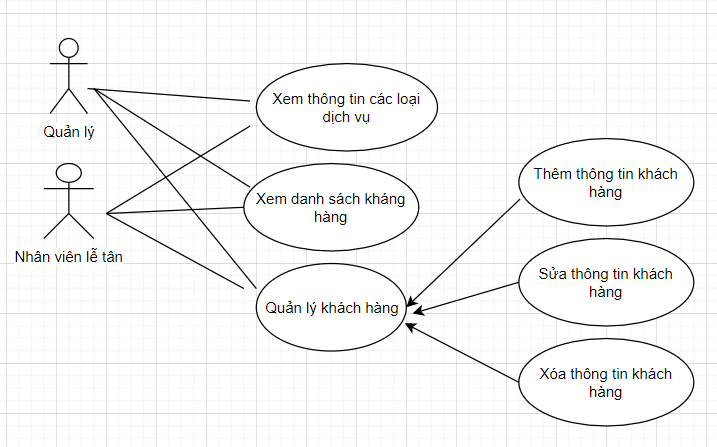 Quản lý
Nhân viên lễ tân
Xem thông tin các loại
dịch vụ
Xem danh sách kháng
hàng
Quản lý khách hàng
Thêm thông tin khách
hàng
Sửa thông tin khách
hàng
Xóa thông tin khách
hàng